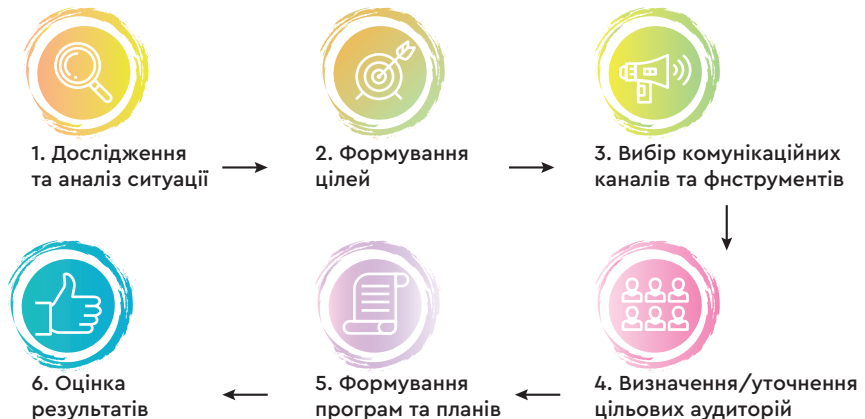 1. Дослідження
та аналіз ситуації
2. Формування
цілей
3. Вибір комунікаційних
каналів та фнструментів
4. Визначення/уточнення
цільових аудиторій
5. Формування
програм та планів
6. Оцінка
результатів